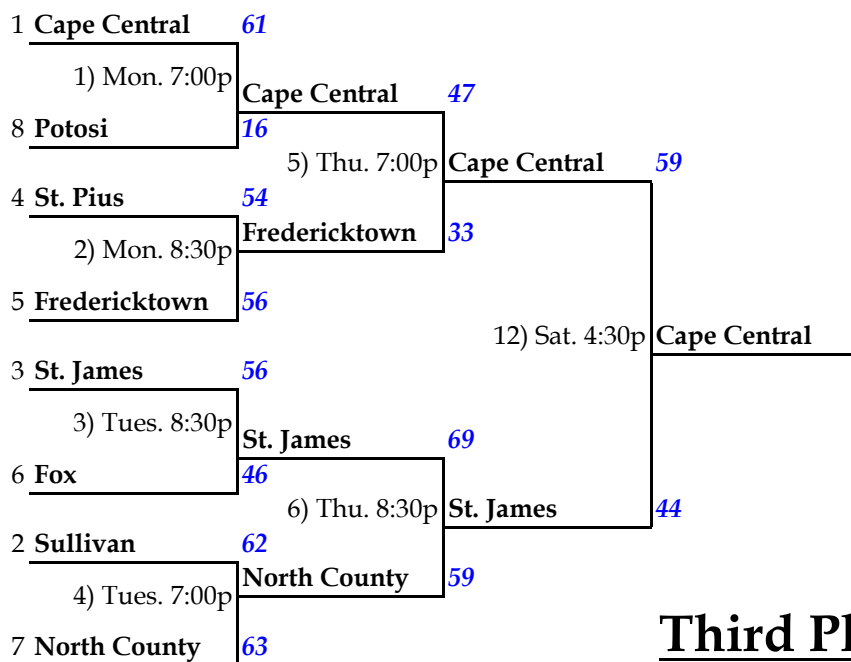 1 Cape Central 61
1) Mon. 7:00p
Cape Central 47
8 Potosi 16
5) Thu. 7:00p Cape Central 59
4 St. Pius 54
Fredericktown 33
2) Mon. 8:30p
5 Fredericktown 56
12) Sat. 4:30p Cape Central
3 St. James 56
3) Tues. 8:30p
St. James 69
6 Fox 46
6) Thu. 8:30p St. James 44
2 Sullivan 62
North County 59
4) Tues. 7:00p
7 North County 63
Third